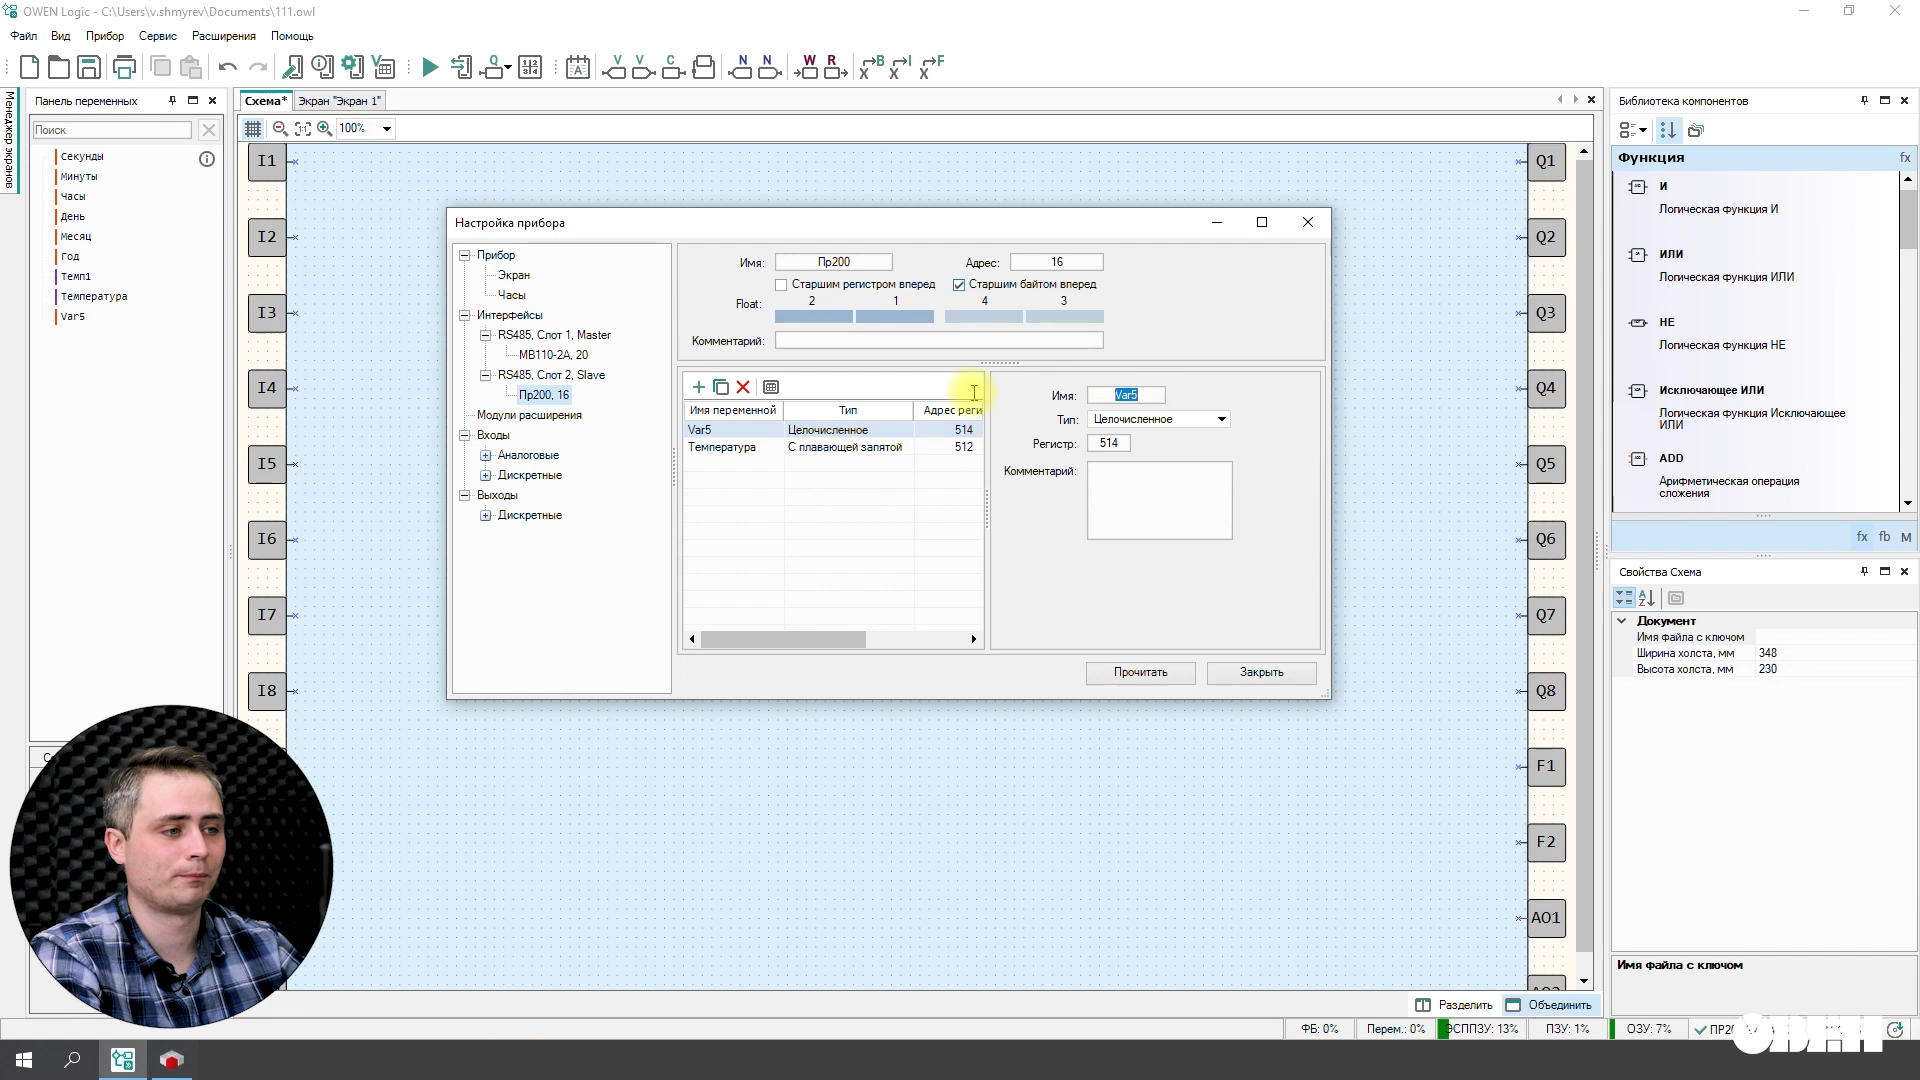 OWEN Logic - C:\Users\v.shmyrev\Documents\111.owl
Файл Вид Прибор Сервис Расширения Помощь
Менеджер экранов
Панель переменных
Поиск
Секунды
Минуты
Часы
День
Месяц
Год
Темп1
Температура
Var5
Схема* Экран "Экран 1"
100%
I1
I2
I3
I4
I5
I6
I7
I8
Настройка прибора
Прибор
Экран
Часы
Интерфейсы
RS485, Слот 1, Master
МВ110-2А, 20
RS485, Слот 2, Slave
Пр200, 16
Модули расширения
Входы
Аналоговые
Дискретные
Выходы
Дискретные
Имя: Пр200 Адрес: 16
Старшим регистром вперед Старшим байтом вперед
Float: 2 1 4 3
Комментарий:
Имя переменной Тип Адрес реги
Var5 Целочисленное 514
Температура С плавающей запятой 512
Имя: Var5
Тип: Целочисленное
Регистр: 514
Комментарий:
Прочитать Закрыть
Q1
Q2
Q3
Q4
Q5
Q6
Q7
Q8
F1
F2
AO1
Библиотека компонентов
Функция fx
И
Логическая функция И
ИЛИ
Логическая функция ИЛИ
НЕ
Логическая функция НЕ
Исключающее ИЛИ
Логическая функция Исключающее
ИЛИ
ADD
Арифметическая операция
сложения
fx fb M
Свойства Схема
Документ
Имя файла с ключом
Ширина холста, мм 348
Высота холста, мм 230
Имя файла с ключом
Разделить Объединить
ФБ: 0% Перем.: 0% ЭСППЗУ: 13% ПЗУ: 1% ОЗУ: 7%
ОВЕН